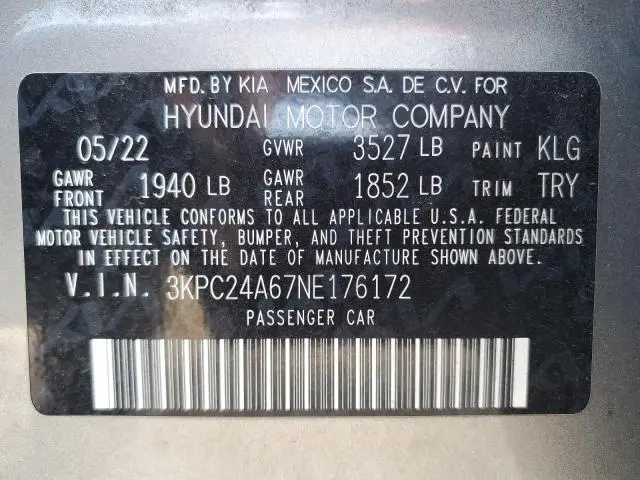 MFD. BY KIA MEXICO S.A. DE C.V. FOR
HYUNDAI MOTOR COMPANY
05/22 GVWR 3527 LB PAINT KLG
GAWR FRONT 1940 LB GAWR REAR 1852 LB TRIM TRY
THIS VEHICLE CONFORMS TO ALL APPLICABLE U.S.A. FEDERAL
MOTOR VEHICLE SAFETY, BUMPER, AND THEFT PREVENTION STANDARDS
IN EFFECT ON THE DATE OF MANUFACTURE SHOWN ABOVE.
V.I.N. 3KPC24A67NE176172
PASSENGER CAR